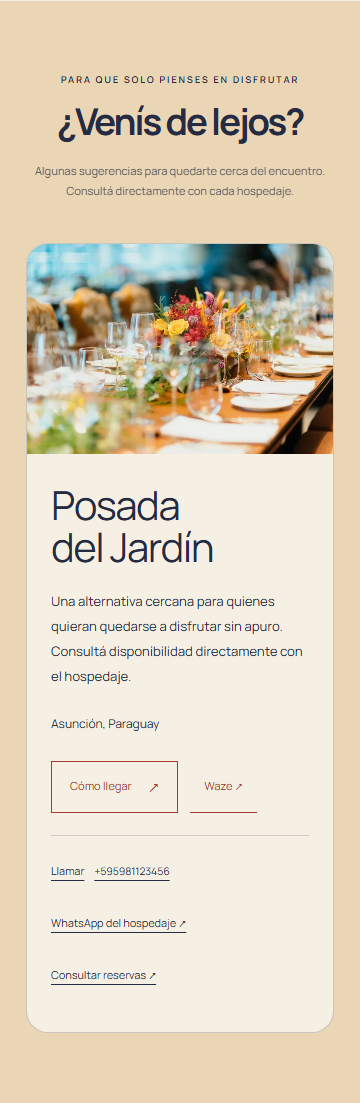 PARA QUE SOLO PIENSES EN DISFRUTAR
¿Venís de lejos?
Algunas sugerencias para quedarte cerca del encuentro.
Consultá directamente con cada hospedaje.
Posada
del Jardín
Una alternativa cercana para quienes
quieran quedarse a disfrutar sin apuro.
Consultá disponibilidad directamente con
el hospedaje.
Asunción, Paraguay
Cómo llegar ↗ Waze ↗
Llamar +595981123456
WhatsApp del hospedaje ↗
Consultar reservas ↗